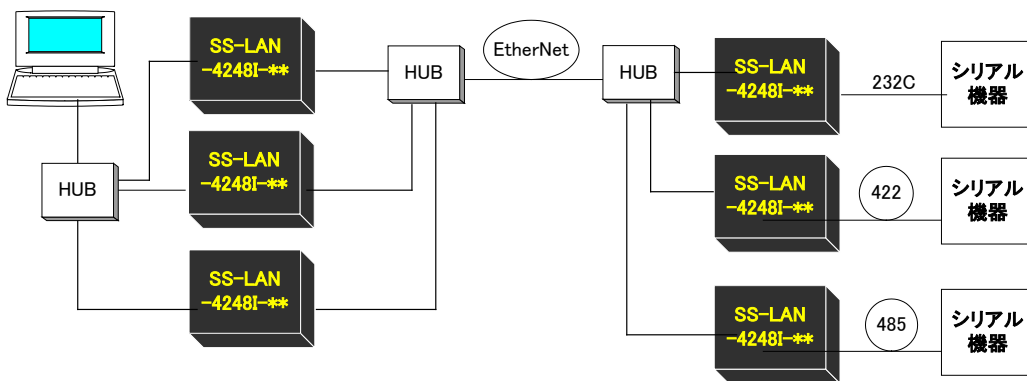 SS-LAN
-4248I-**
HUB
EtherNet
HUB
SS-LAN
-4248I-**
232C
シリアル
機器
HUB
SS-LAN
-4248I-**
SS-LAN
-4248I-**
422
シリアル
機器
SS-LAN
-4248I-**
SS-LAN
-4248I-**
485
シリアル
機器